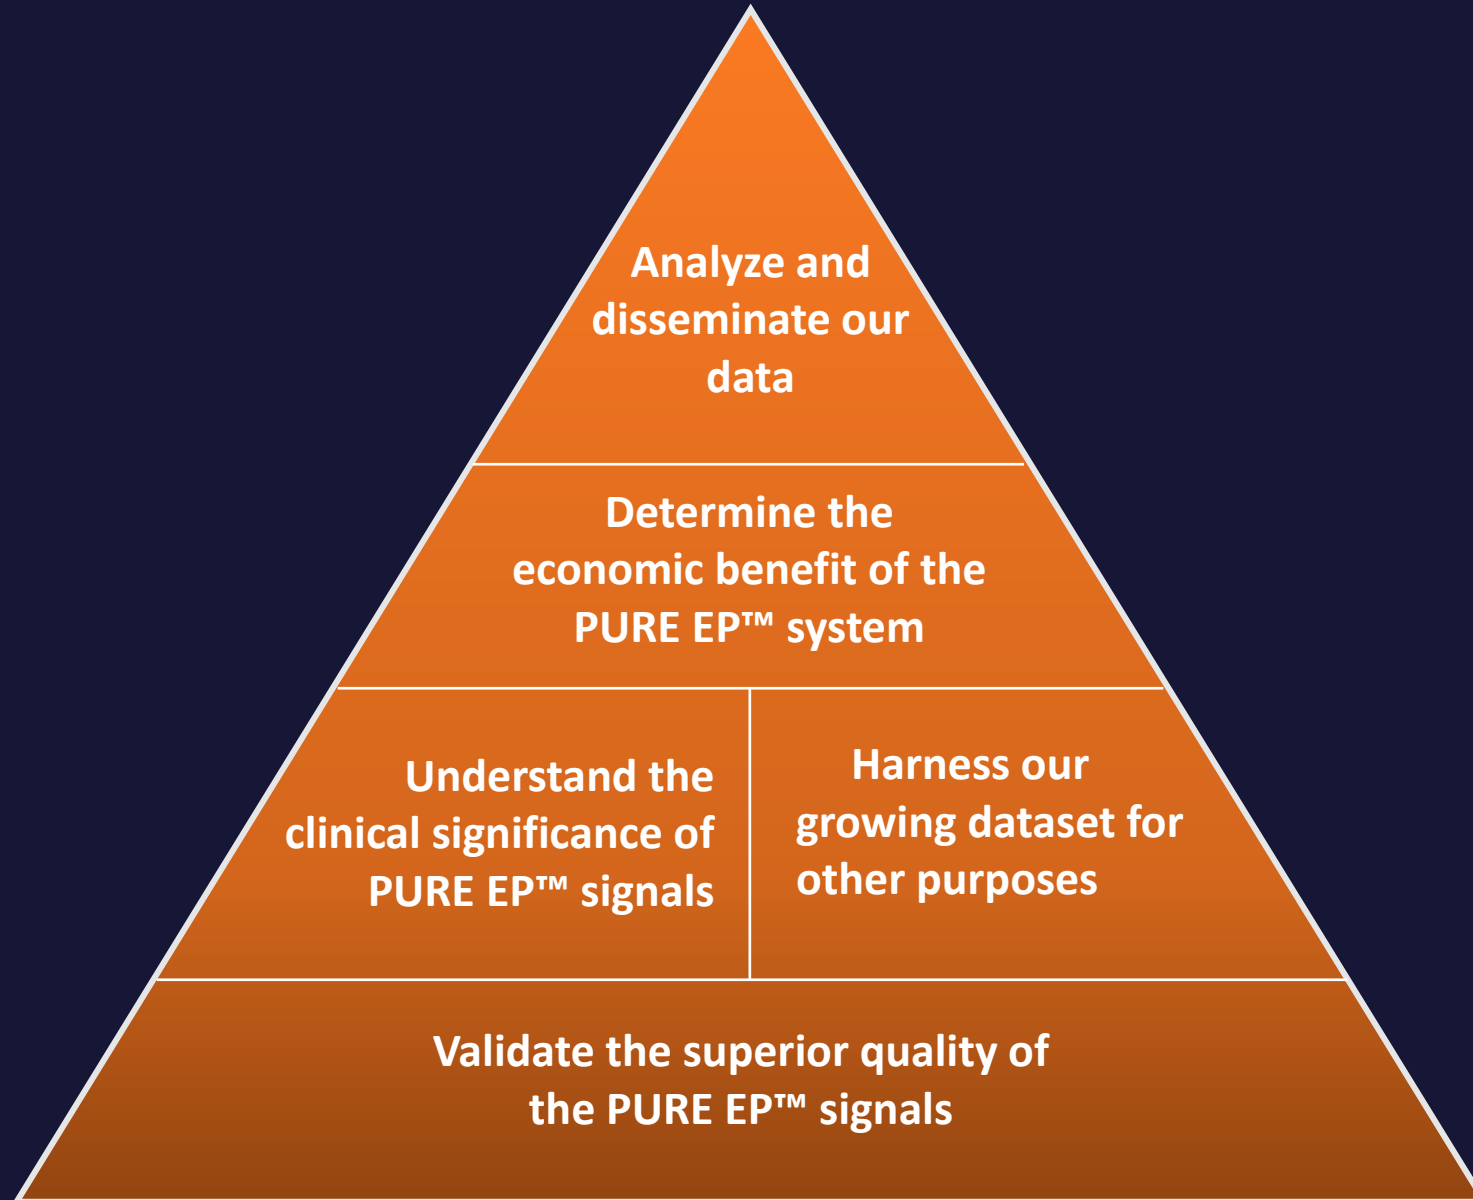 Analyze and
disseminate our
data
Determine the
economic benefit of the
PURE EP™ system
Understand the
clinical significance of
PURE EP™ signals
Harness our
growing dataset for
other purposes
Validate the superior quality of
the PURE EP™ signals